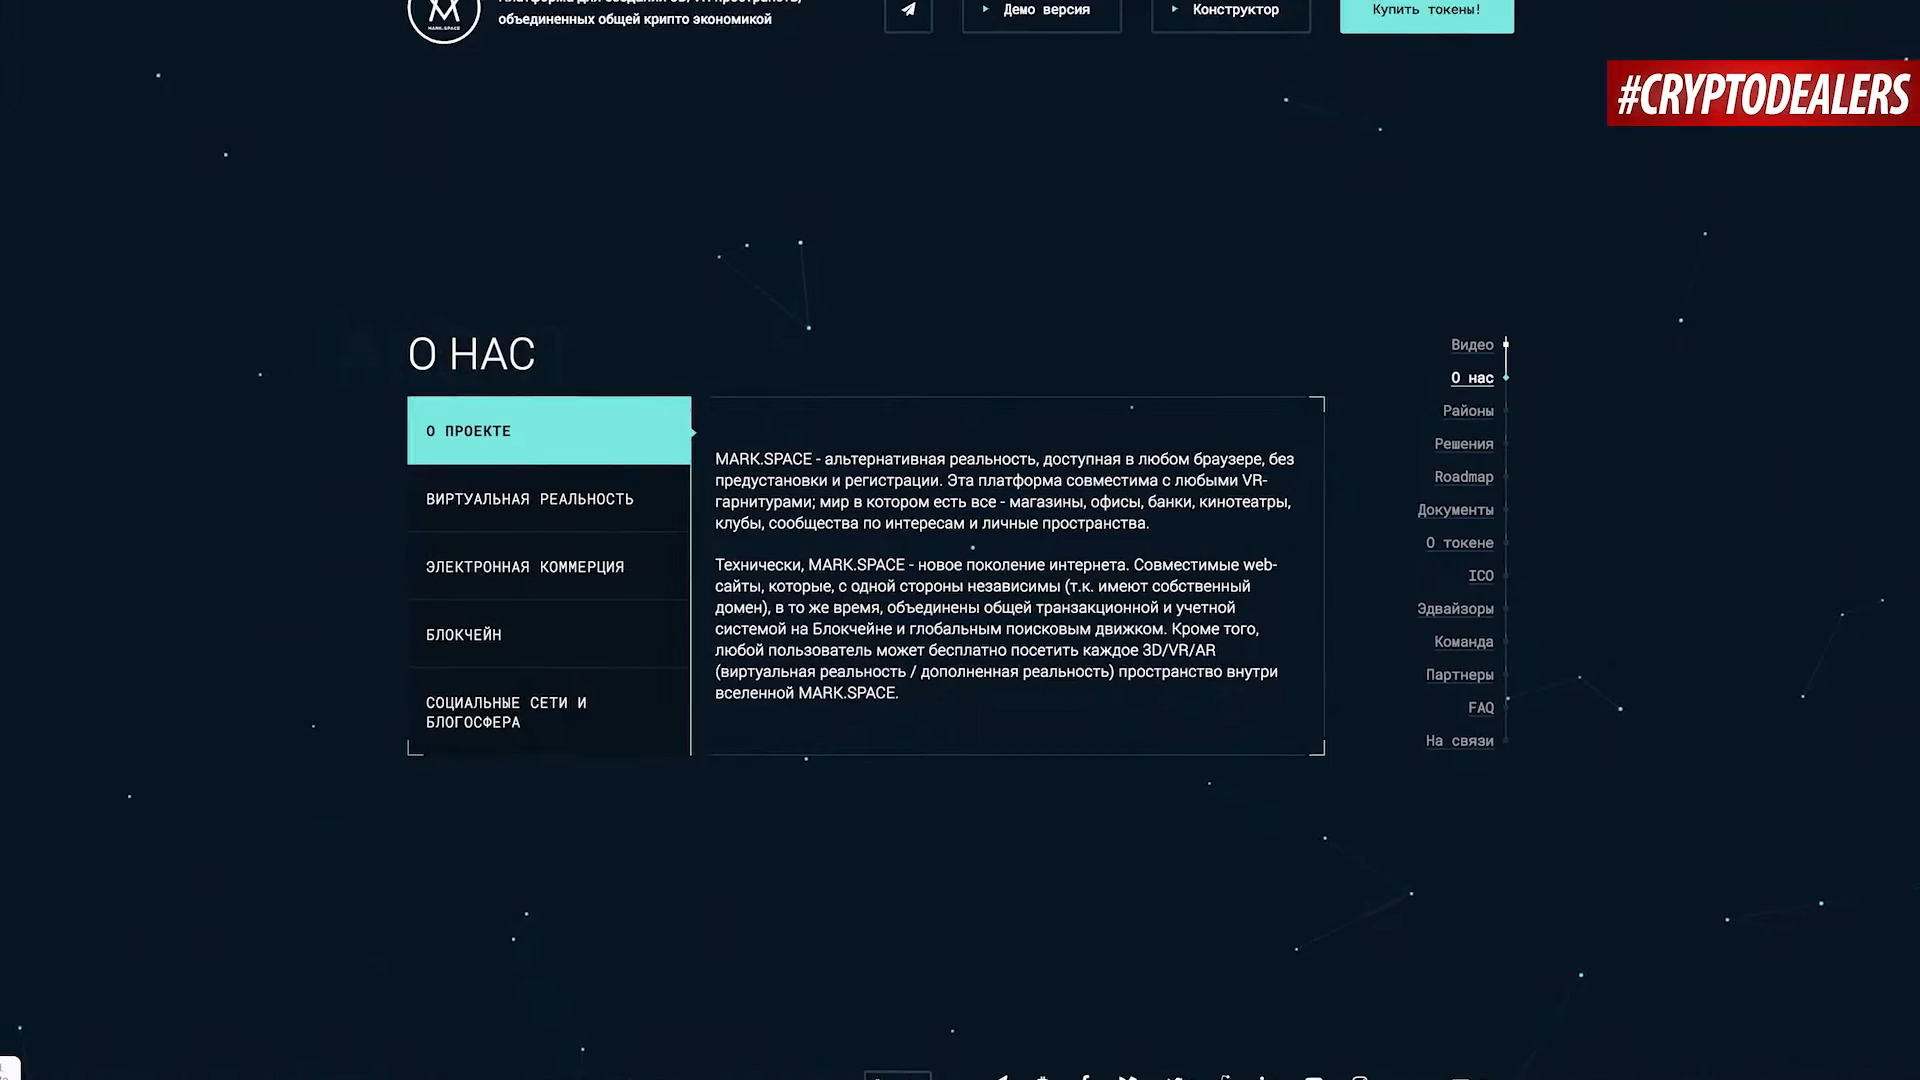 объединенных общей крипто экономикой
MARK.SPACE
Демо версия
Конструктор
Купить токены!
#CRYPTODEALERS
О НАС
О ПРОЕКТЕ
ВИРТУАЛЬНАЯ РЕАЛЬНОСТЬ
ЭЛЕКТРОННАЯ КОММЕРЦИЯ
БЛОКЧЕЙН
СОЦИАЛЬНЫЕ СЕТИ И
БЛОГОСФЕРА
MARK.SPACE - альтернативная реальность, доступная в любом браузере, без
предустановки и регистрации. Эта платформа совместима с любыми VR-
гарнитурами; мир в котором есть все - магазины, офисы, банки, кинотеатры,
клубы, сообщества по интересам и личные пространства.
Технически, MARK.SPACE - новое поколение интернета. Совместимые web-
сайты, которые, с одной стороны независимы (т.к. имеют собственный
домен), в то же время, объединены общей транзакционной и учетной
системой на Блокчейне и глобальным поисковым движком. Кроме того,
любой пользователь может бесплатно посетить каждое 3D/VR/AR
(виртуальная реальность / дополненная реальность) пространство внутри
вселенной MARK.SPACE.
Видео
О нас
Районы
Решения
Roadmap
Документы
О токене
ICO
Эдвайзоры
Команда
Партнеры
FAQ
На связи